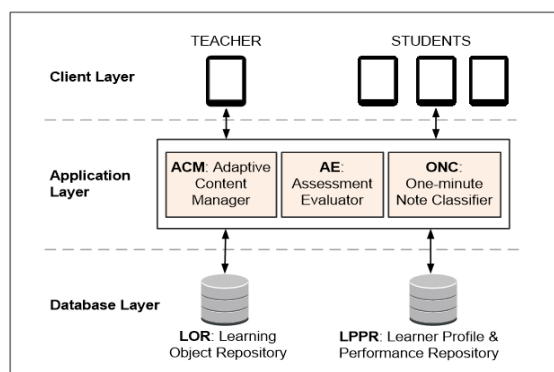 TEACHER
STUDENTS
Client Layer
Application
Layer
ACM: Adaptive
Content
Manager
AE:
Assessment
Evaluator
ONC:
One-minute
Note Classifier
Database Layer
LOR: Learning
Object Repository
LPPR: Learner Profile &
Performance Repository